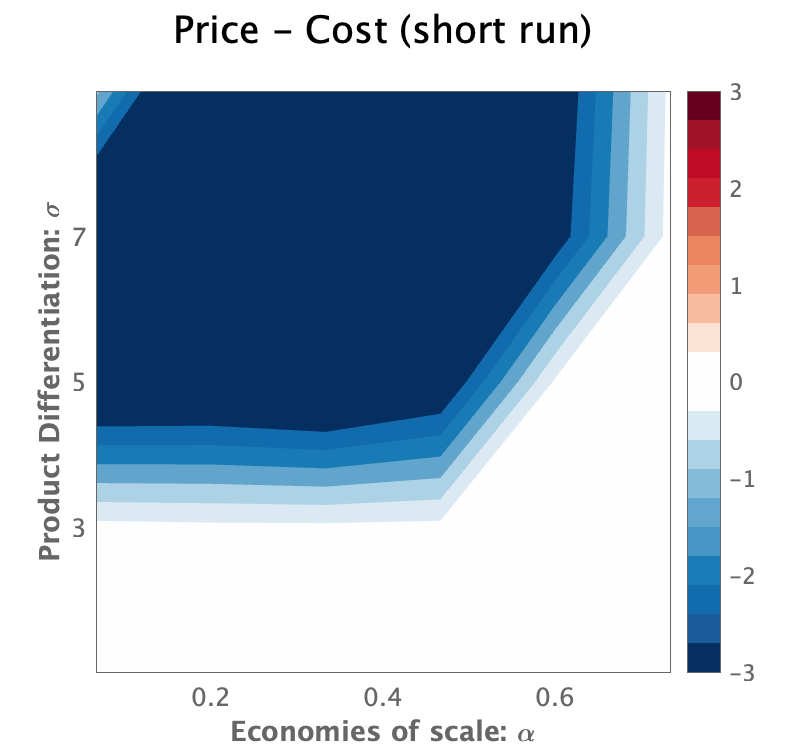 Price – Cost (short run)
3
2
1
0
−1
−2
−3
Product Differentiation: σ
7
5
3
0.2 0.4 0.6
Economies of scale: α